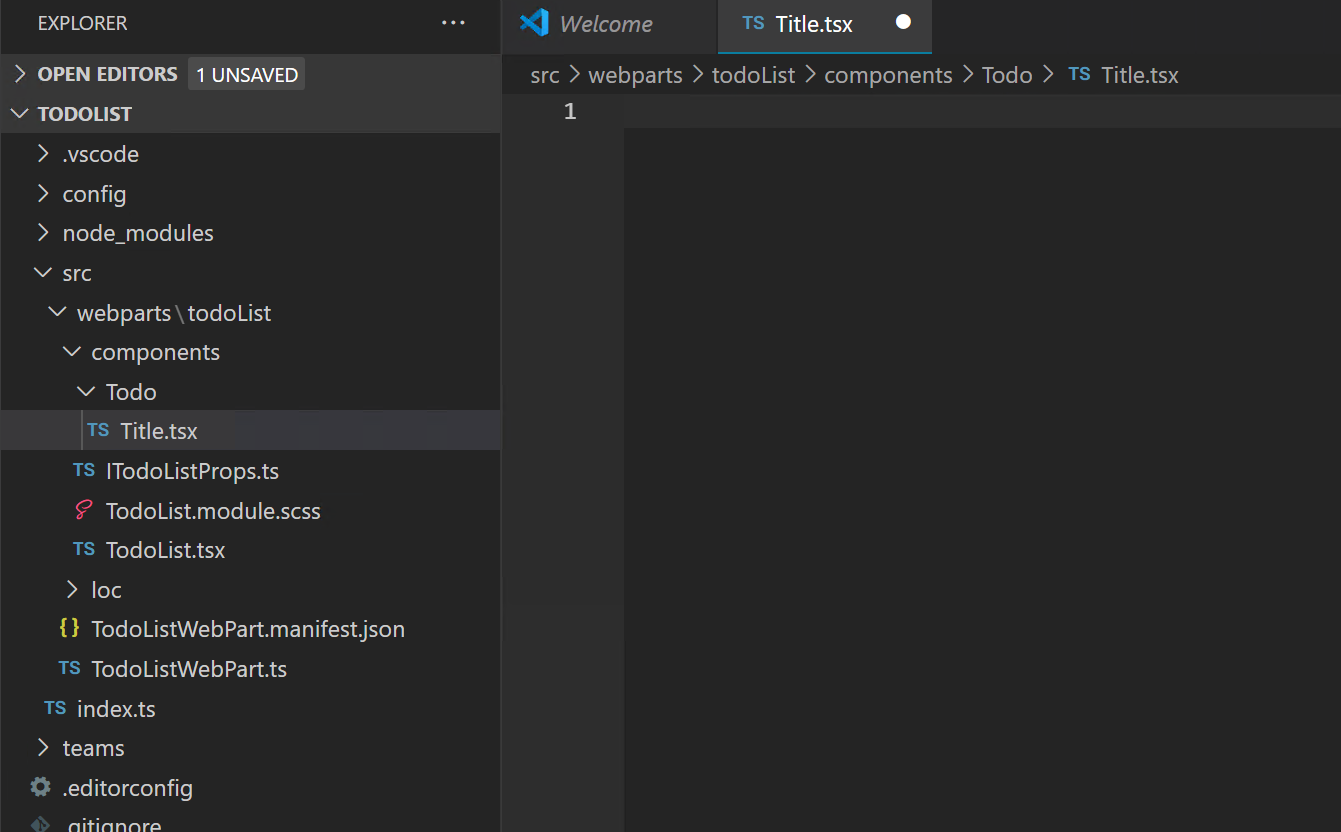 EXPLORER ···
OPEN EDITORS 1 UNSAVED
TODOLIST
.vscode
config
node_modules
src
webparts\todoList
components
Todo
TS Title.tsx
TS ITodoListProps.ts
TodoList.module.scss
TS TodoList.tsx
loc
{} TodoListWebPart.manifest.json
TS TodoListWebPart.ts
TS index.ts
teams
.editorconfig
.gitignore
Welcome TS Title.tsx
src > webparts > todoList > components > Todo > TS Title.tsx
1